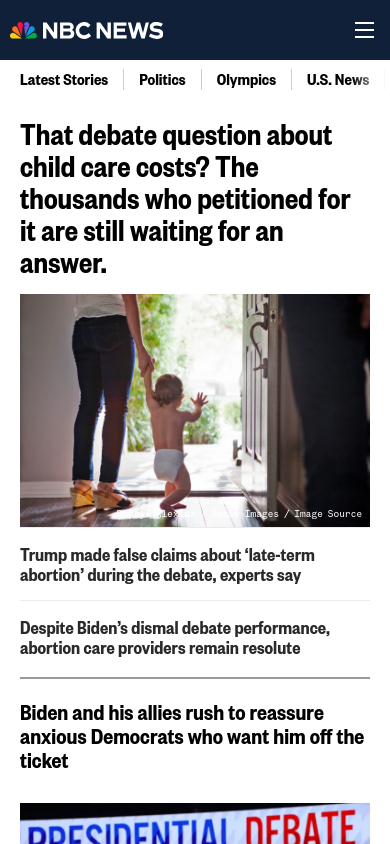 NBC NEWS
Latest Stories
Politics
Olympics
U.S. News
That debate question about
child care costs? The
thousands who petitioned for
it are still waiting for an
answer.
Images / Image Source
Trump made false claims about ‘late-term
abortion’ during the debate, experts say
Despite Biden’s dismal debate performance,
abortion care providers remain resolute
Biden and his allies rush to reassure
anxious Democrats who want him off the
ticket
PRESIDENTIAL DEBATE